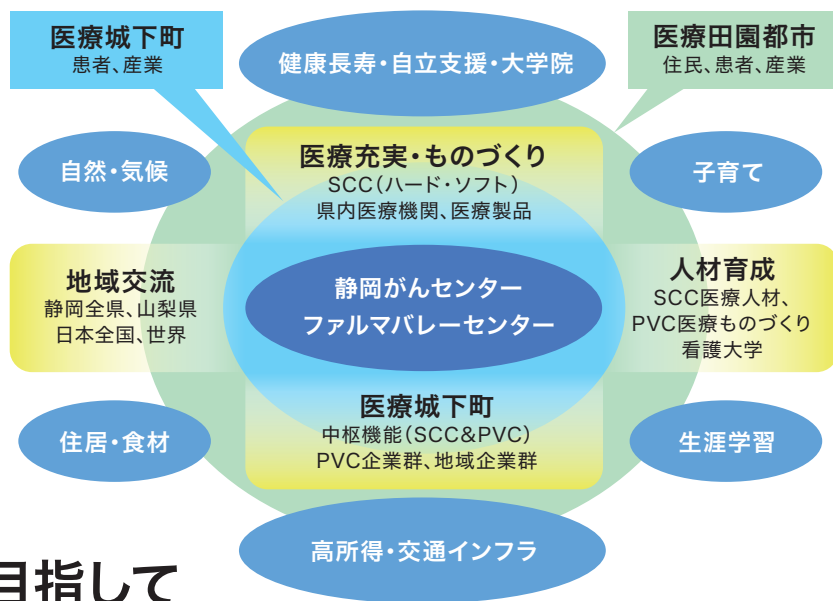 医療城下町
患者、産業
健康長寿・自立支援・大学院
医療田園都市
住民、患者、産業
自然・気候
医療充実・ものづくり
SCC(ハード・ソフト)
県内医療機関、医療製品
子育て
地域交流
静岡全県、山梨県
日本全国、世界
静岡がんセンター
ファルマバレーセンター
人材育成
SCC医療人材、
PVC医療ものづくり
看護大学
医療城下町
中枢機能(SCC&PVC)
PVC企業群、地域企業群
住居・食材
生涯学習
高所得・交通インフラ
目指して